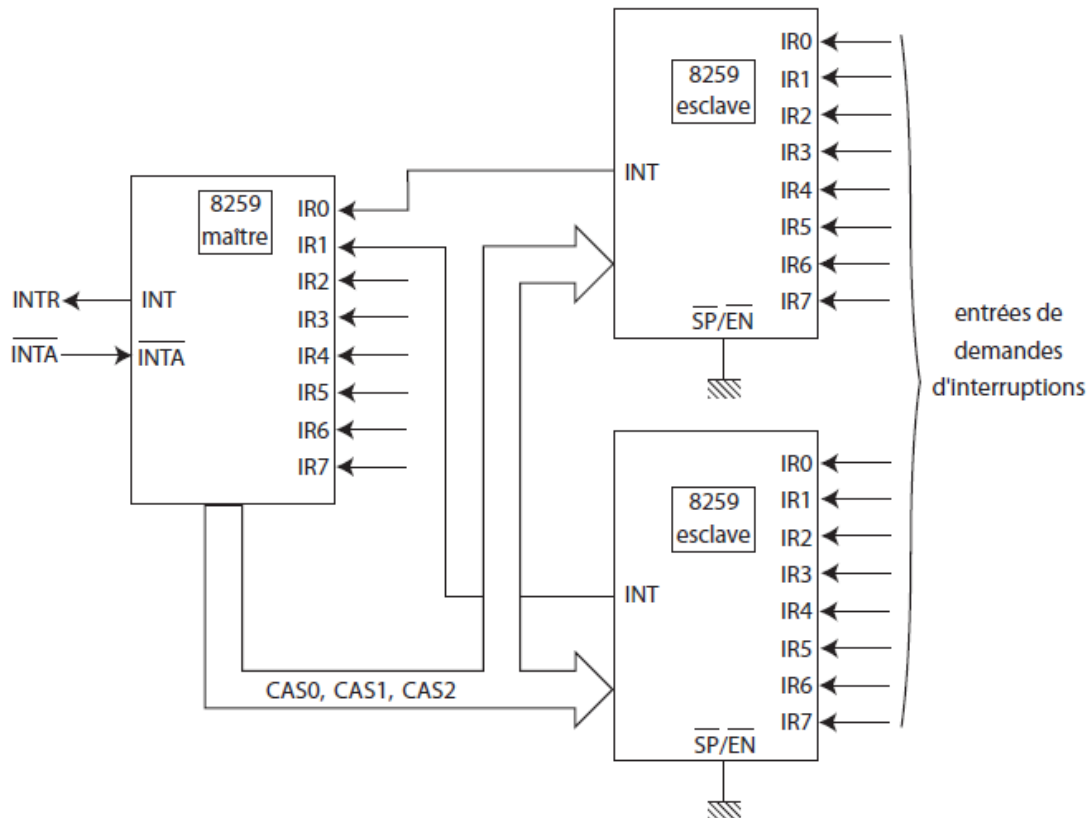 8259
maître
INTR
INT
INTA
INTA
IR0
IR1
IR2
IR3
IR4
IR5
IR6
IR7
CAS0, CAS1, CAS2
8259
esclave
INT
SP/EN
IR0
IR1
IR2
IR3
IR4
IR5
IR6
IR7
8259
esclave
INT
SP/EN
IR0
IR1
IR2
IR3
IR4
IR5
IR6
IR7
entrées de
demandes
d'interruptions